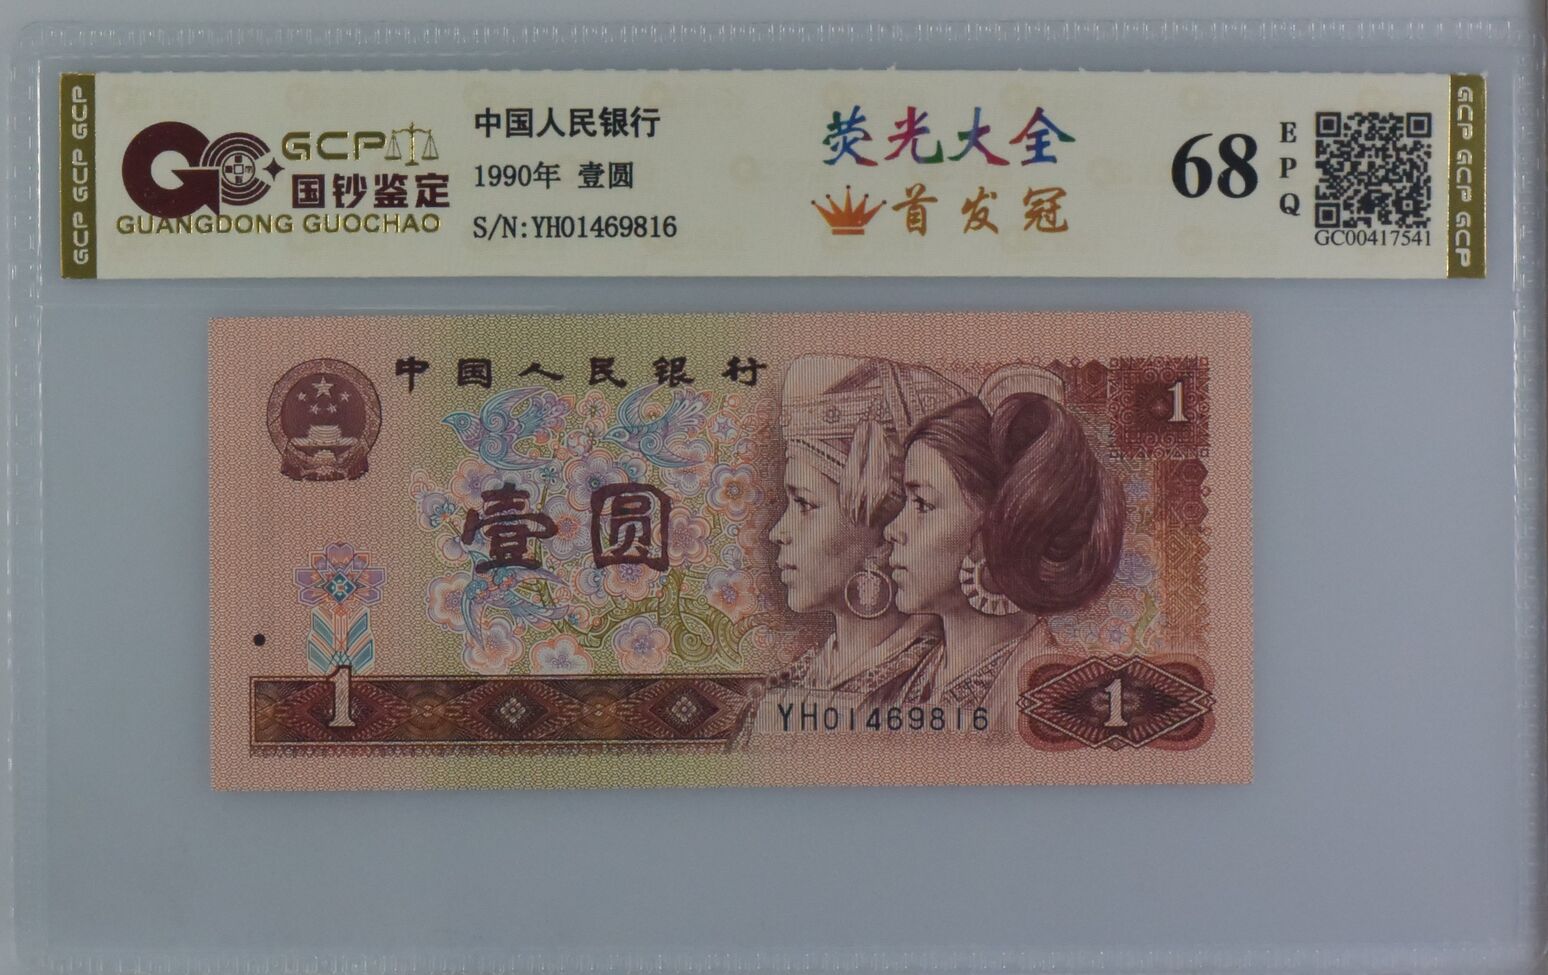 GCP GCP GCP
GCP
国钞鉴定
GUANGDONG GUOCHAO
中国人民银行
1990年 壹圆
S/N:YH01469816
荧光大全
首发冠
68
EPQ
GC00417541
GCP GCP GCP
中国人民银行
1
壹圆
1
YH01469816
1